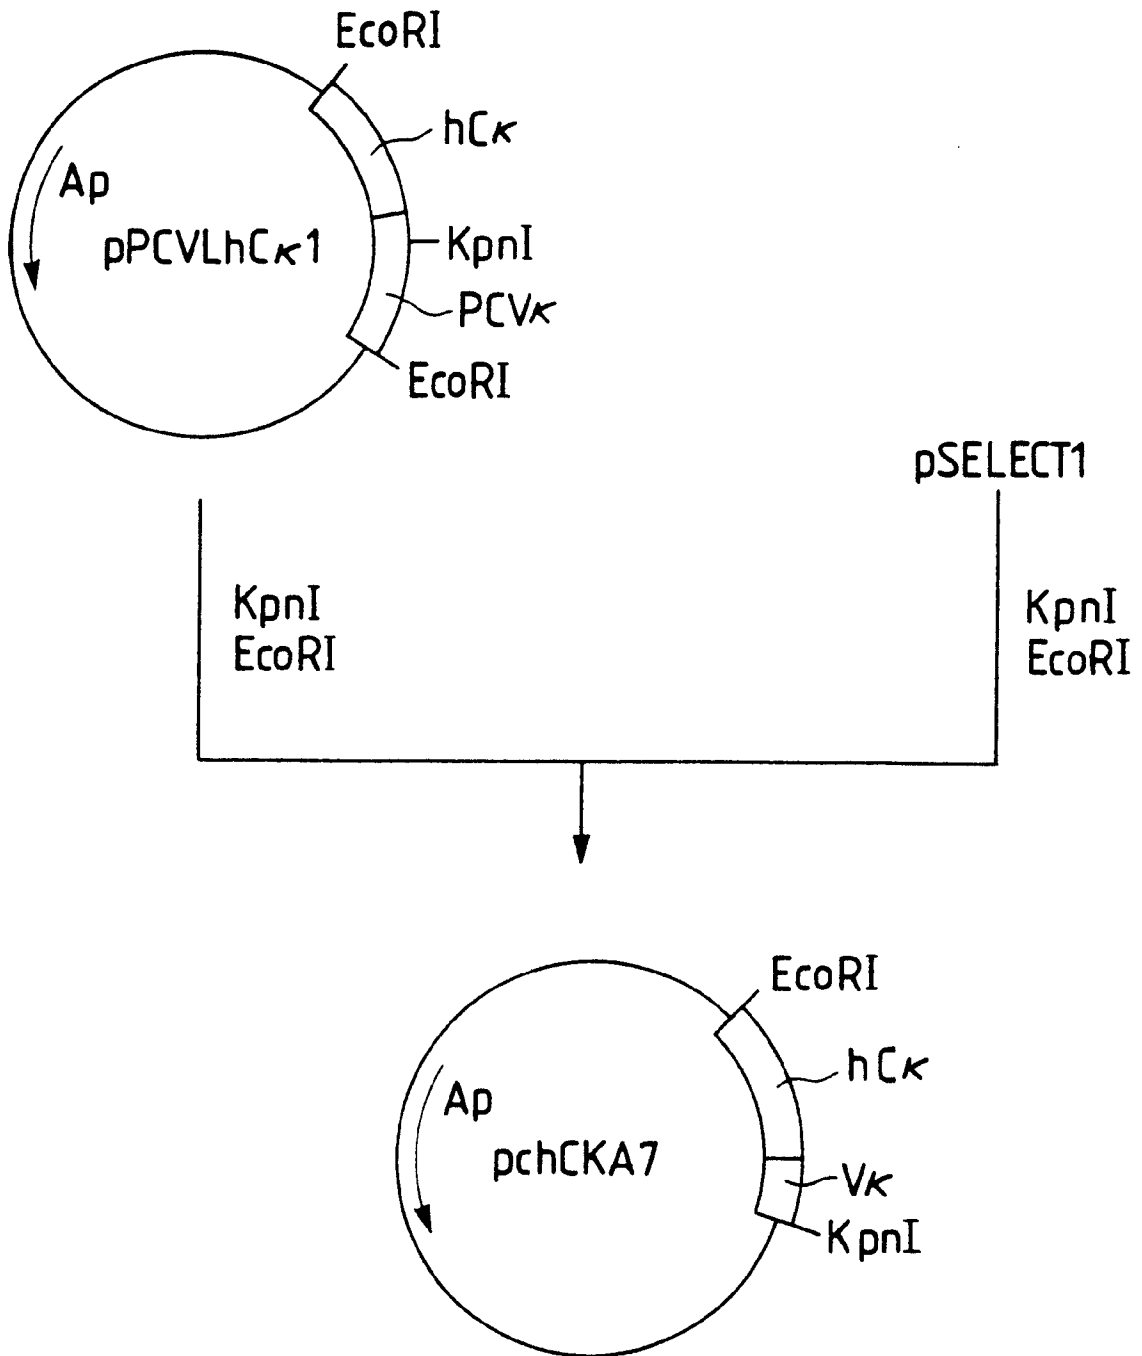 EcoRI
hCκ
Ap
pPCVLhCκ1
KpnI
PCVκ
EcoRI
pSELECT1
KpnI
EcoRI
KpnI
EcoRI
EcoRI
hCκ
Ap
pchCKA7
Vκ
KpnI